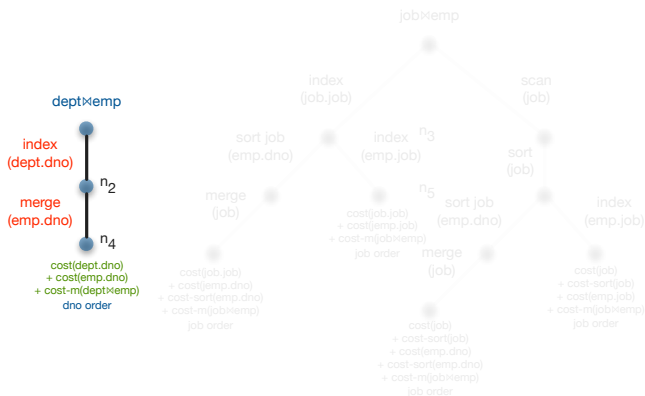 dept⋈emp
index
(dept.dno)
n2
merge
(emp.dno)
n4
cost(dept.dno)
+ cost(emp.dno)
+ cost-m(dept⋈emp)
dno order
job⋈emp
index
(job.job)
scan
(job)
sort job
(emp.dno)
index
(emp.job)
n3
sort
(job)
merge
(job)
n5
cost(job.job)
+ cost(emp.job)
+ cost-m(job⋈emp)
job order
sort job
(emp.dno)
index
(emp.job)
cost(job.job)
+ cost(emp.dno)
+ cost-sort(emp.dno)
+ cost-m(job⋈emp)
job order
merge
(job)
cost(job)
+ cost-sort(job)
+ cost(emp.job)
+ cost-m(job⋈emp)
job order
cost(job)
+ cost-sort(job)
+ cost(emp.dno)
+ cost-sort(emp.dno)
+ cost-m(job⋈emp)
job order